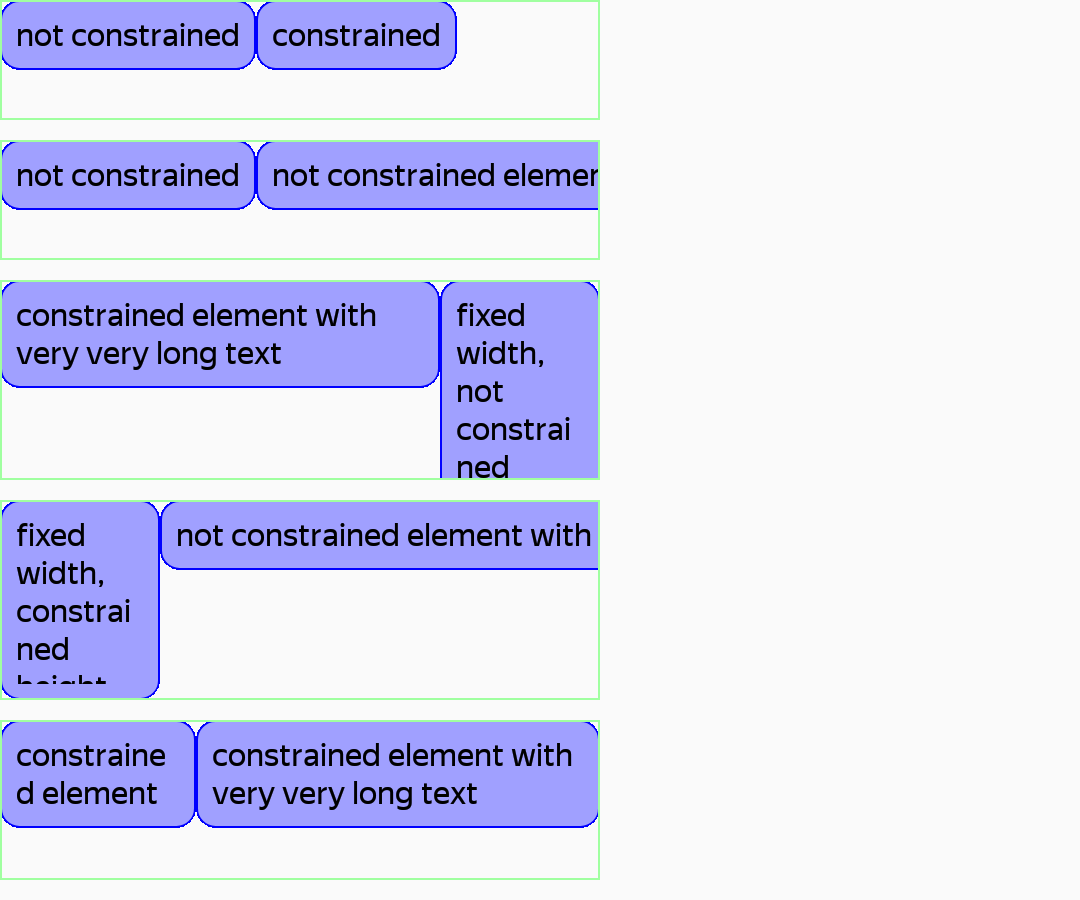 not constrained
constrained
not constrained
not constrained elemen
constrained element with
very very long text
fixed
width,
not
constrai
ned
fixed
width,
constrai
ned
height
not constrained element with
constraine
d element
constrained element with
very very long text